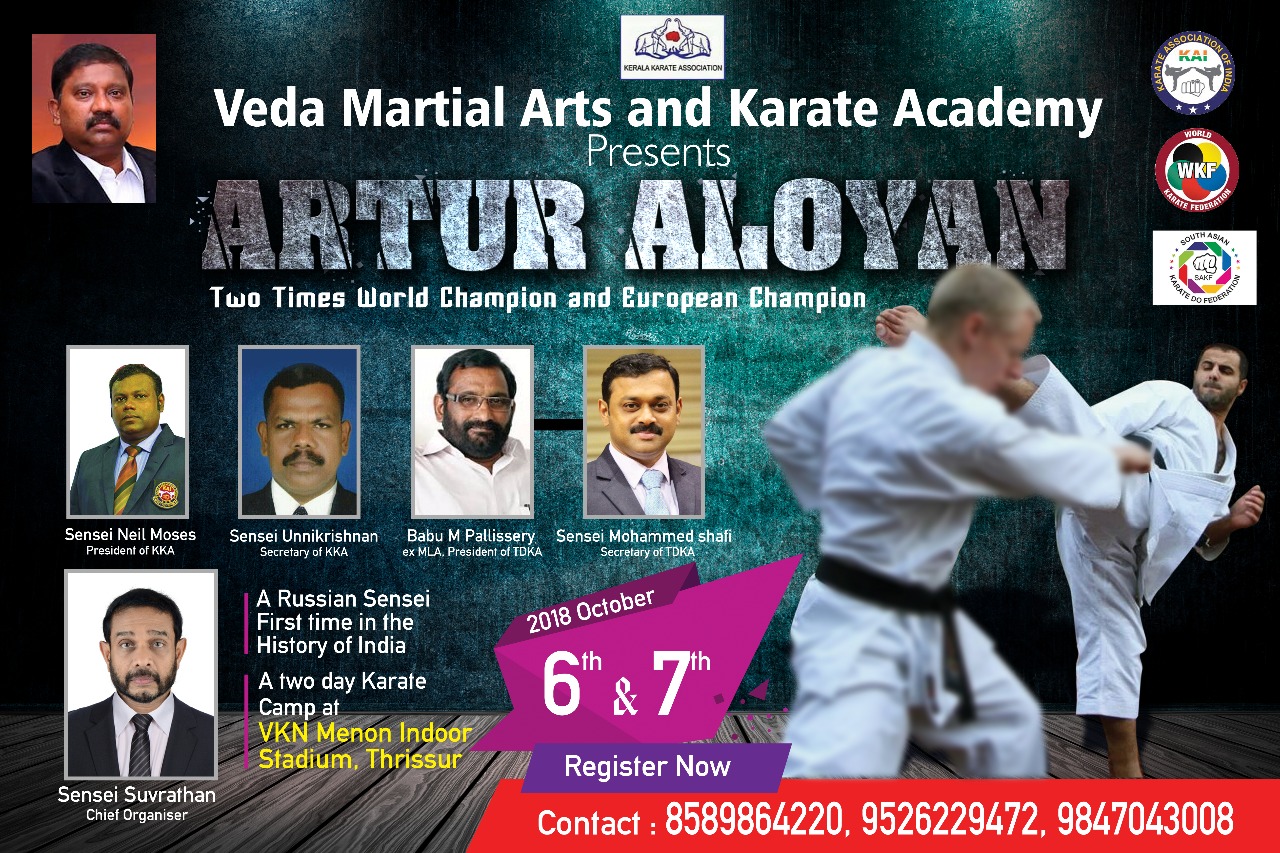 KERALA KARATE ASSOCIATION
KARATE ASSOCIATION OF INDIA
KAI
Veda Martial Arts and Karate Academy
Presents
WORLD
WKF
KARATE FEDERATION
ARTUR ALOYAN
SOUTH ASIAN
SAKF
KARATE DO FEDERATION
Two Times World Champion and European Champion
Sensei Neil Moses
President of KKA
Sensei Unnikrishnan
Secretary of KKA
Babu M Pallissery
ex MLA, President of TDKA
Sensei Mohammed shafi
Secretary of TDKA
Sensei Suvrathan
Chief Organiser
A Russian Sensei
First time in the
History of India
A two day Karate
Camp at
VKN Menon Indoor
Stadium, Thrissur
2018 October
6th & 7th
Register Now
Contact : 8589864220, 9526229472, 9847043008